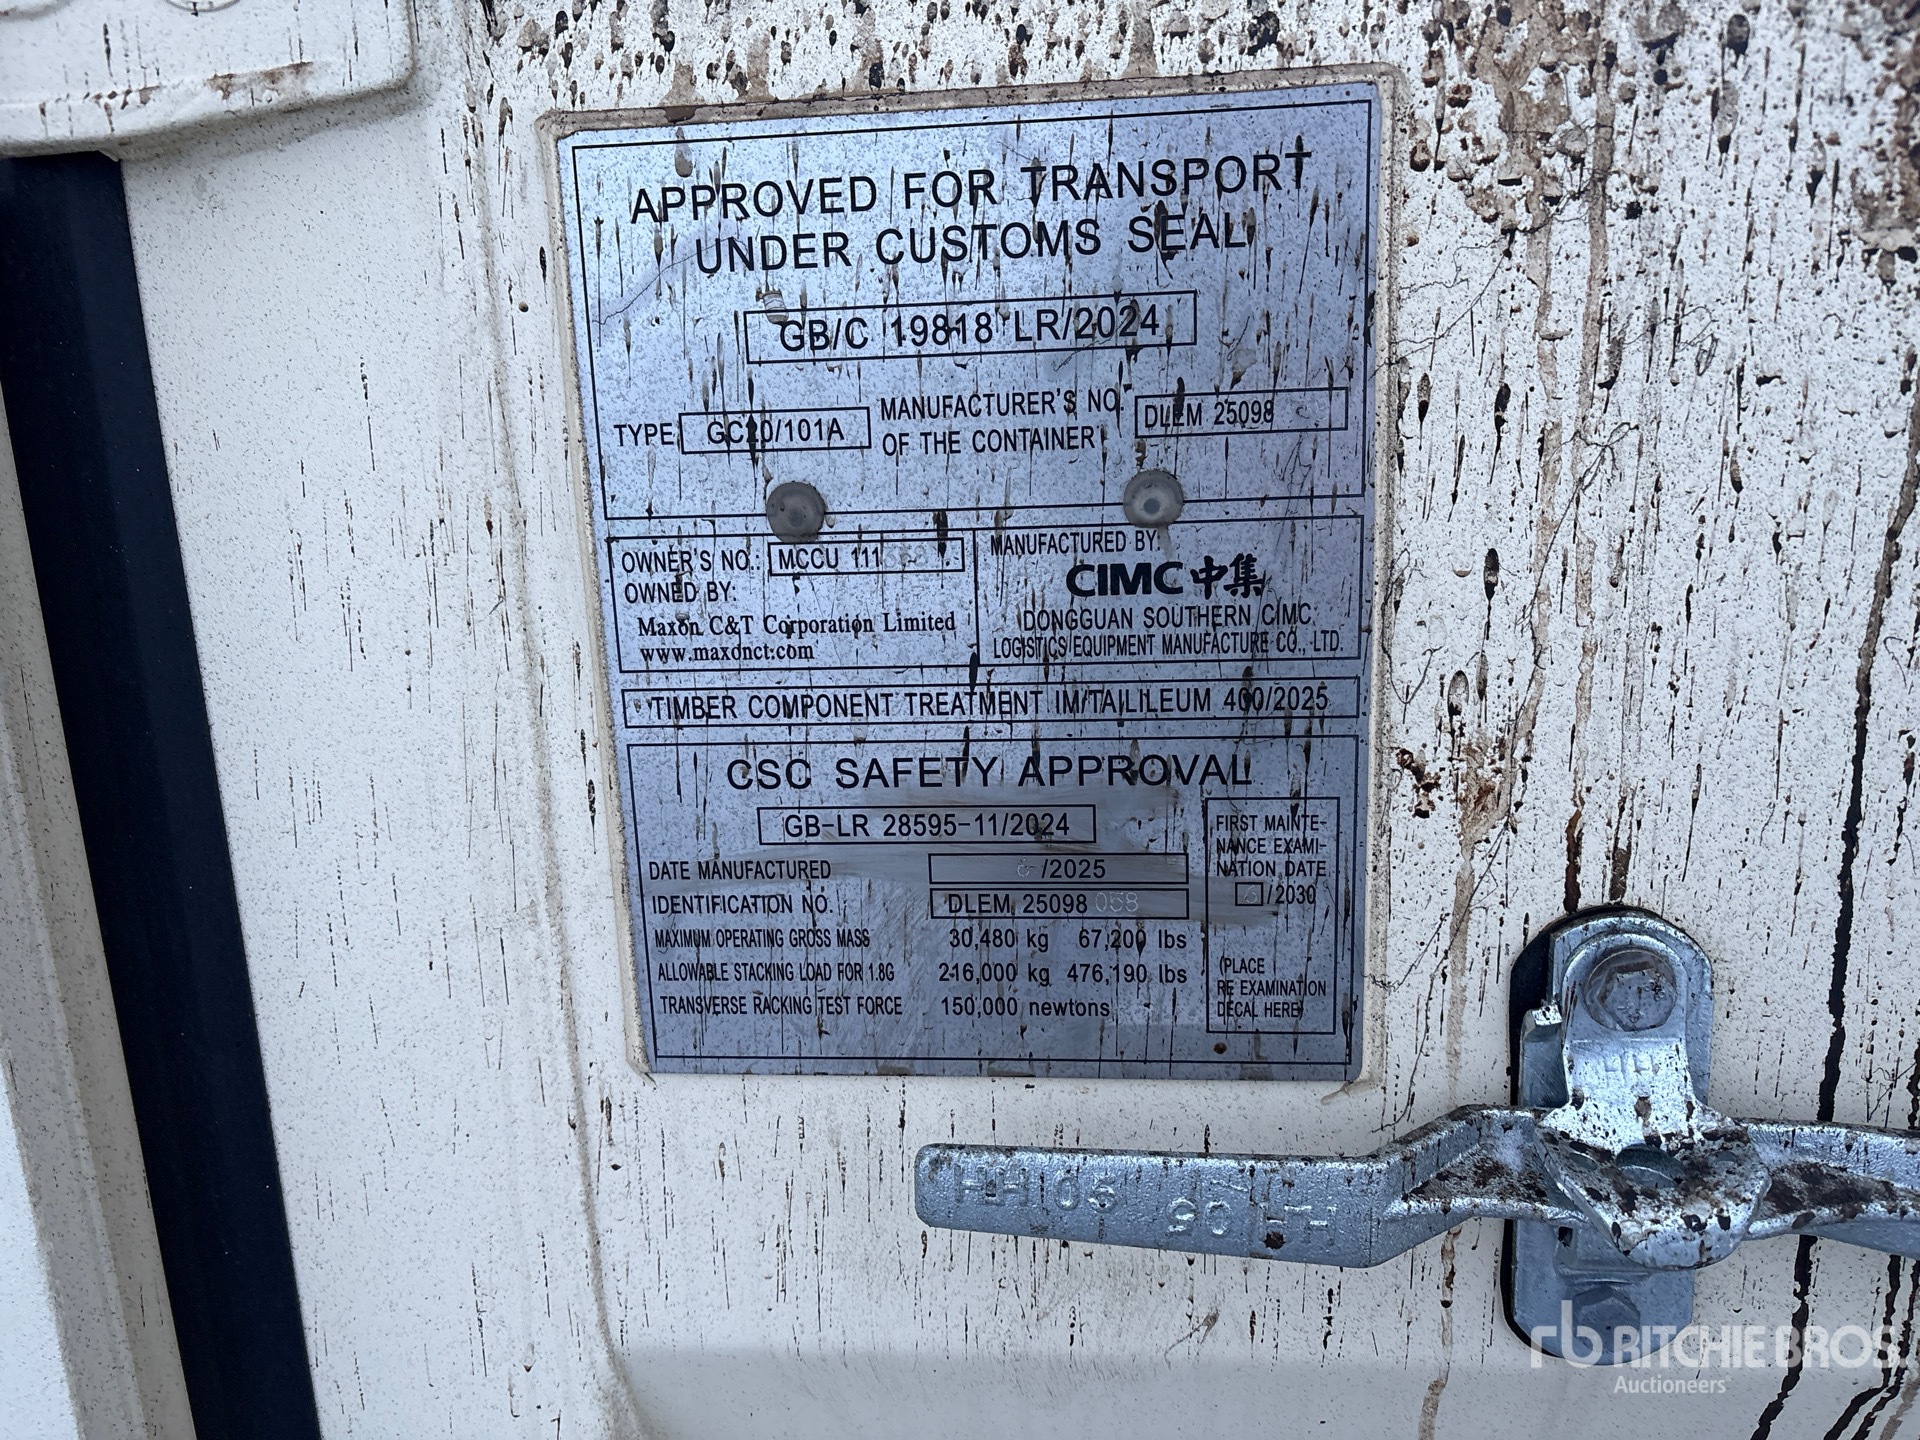 APPROVED FOR TRANSPORT
UNDER CUSTOMS SEAL
GB/C 19818 LR/2024
TYPE GC20/101A
MANUFACTURER'S NO.
OF THE CONTAINER
DLEM 25098
OWNER'S NO.: MCCU 111
OWNED BY:
Maxon C&T Corporation Limited
www.maxonct.com
MANUFACTURED BY:
CIMC 中集
DONGGUAN SOUTHERN CIMC
LOGISTICS EQUIPMENT MANUFACTURE CO., LTD.
TIMBER COMPONENT TREATMENT IM/TAILILEUM 400/2025
CSC SAFETY APPROVAL
GB-LR 28595-11/2024
DATE MANUFACTURED /2025
IDENTIFICATION NO. DLEM 25098 058
MAXIMUM OPERATING GROSS MASS 30,480 kg 67,200 lbs
ALLOWABLE STACKING LOAD FOR 1.8G 216,000 kg 476,190 lbs
TRANSVERSE RACKING TEST FORCE 150,000 newtons
FIRST MAINTE-
NANCE EXAMI-
NATION DATE
/2030
(PLACE
RE EXAMINATION
DECAL HERE)
HH 05
rb RITCHIE BROS.
Auctioneers